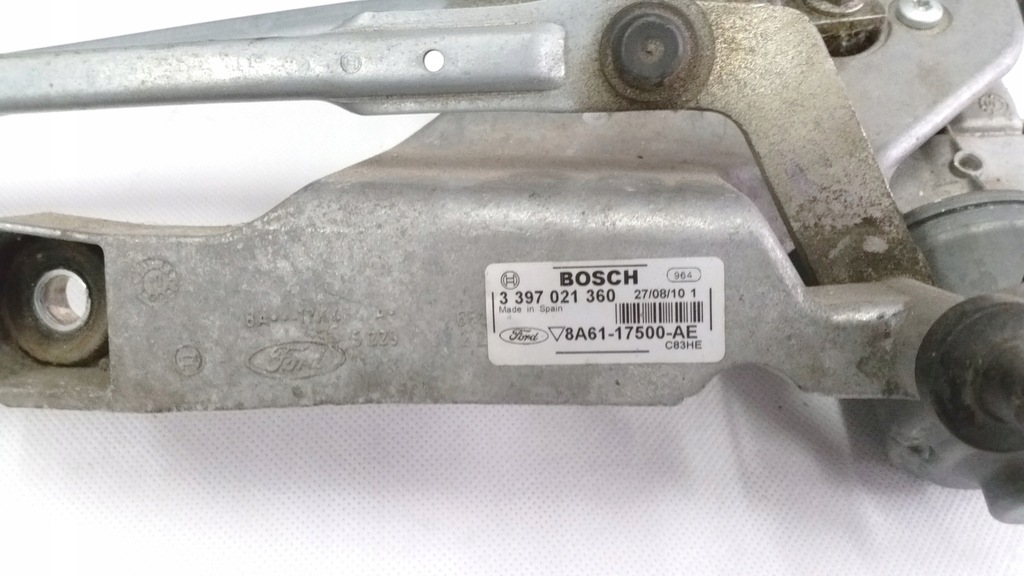 BOSCH 964
3 397 021 360 27/08/10 1
Made in Spain
Ford ▽8A61-17500-AE
C83HE
Ford